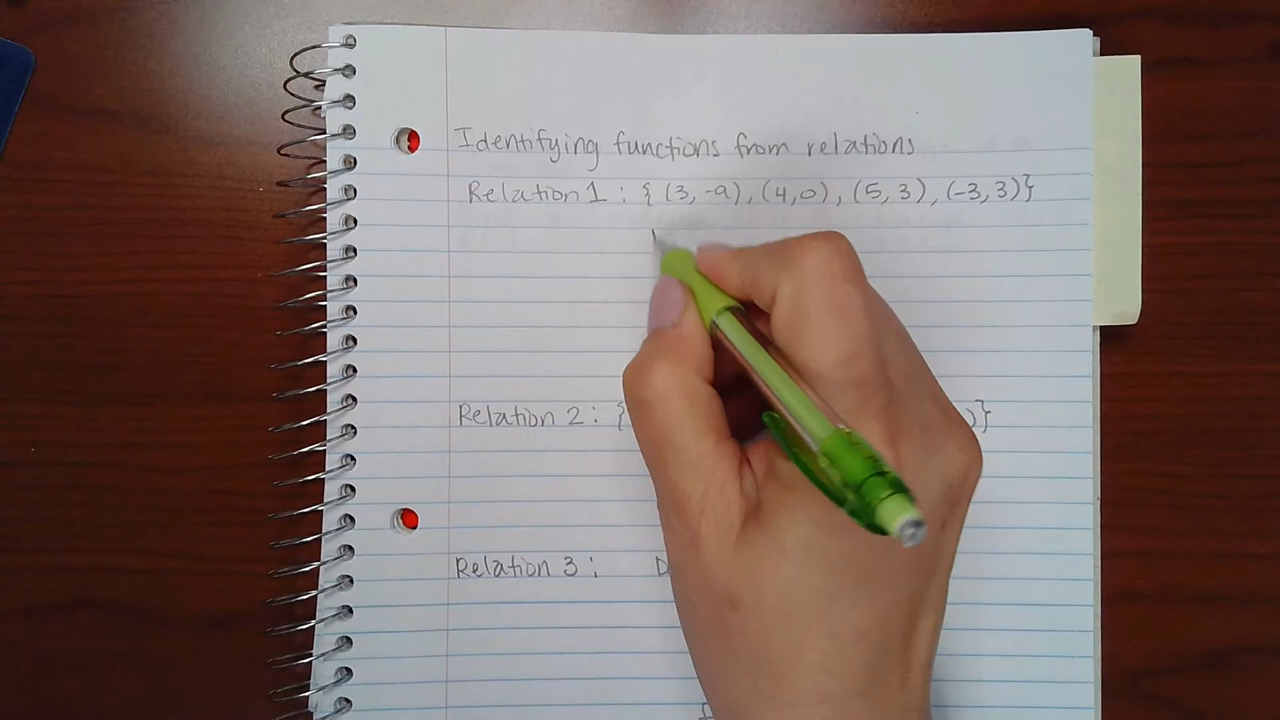 Identifying functions from relations
Relation 1 : { (3, -9), (4,0), (5, 3), (-3, 3)}
Relation 2 : { )}
Relation 3 : D